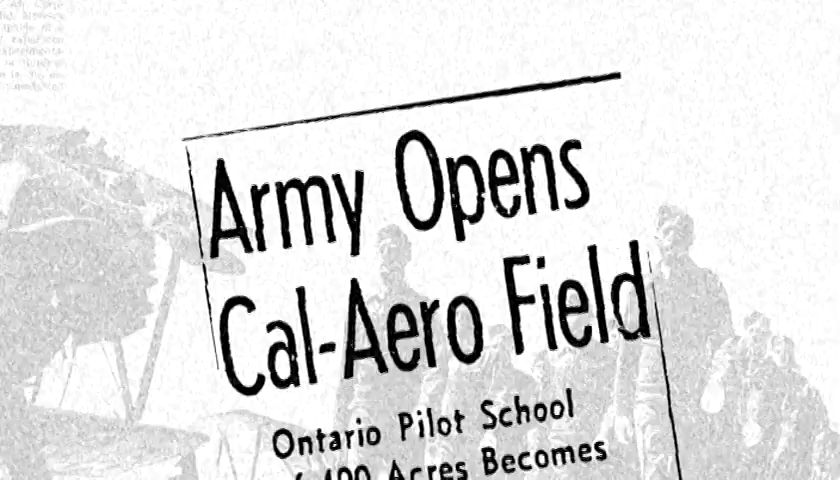 Army Opens
Cal-Aero Field
Ontario Pilot School
Acres Becomes